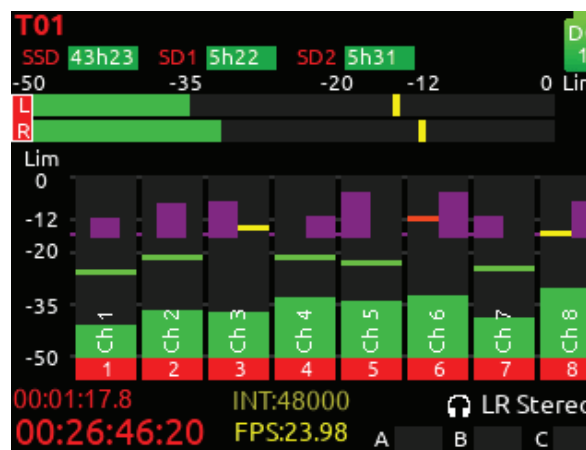 T01
SSD 43h23 SD1 5h22 SD2 5h31
-50 -35 -20 -12 0
L
R
Lim
0
-12
-20
-35
-50
Ch 1 Ch 2 Ch 3 Ch 4 Ch 5 Ch 6 Ch 7 Ch 8
1 2 3 4 5 6 7 8
00:01:17.8 INT:48000 LR Stereo
00:26:46:20 FPS:23.98 A B C